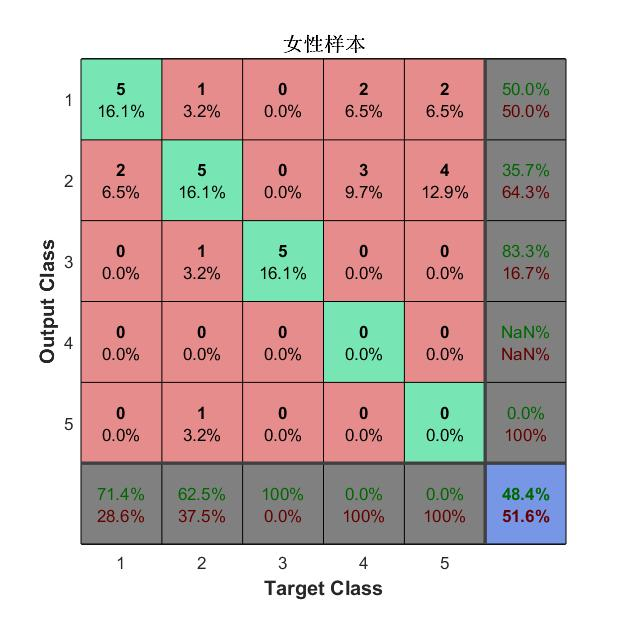 女性样本
1
5 1 0 2 2 50.0%
16.1% 3.2% 0.0% 6.5% 6.5% 50.0%
2
2 5 0 3 4 35.7%
6.5% 16.1% 0.0% 9.7% 12.9% 64.3%
3
0 1 5 0 0 83.3%
0.0% 3.2% 16.1% 0.0% 0.0% 16.7%
4
0 0 0 0 0 NaN%
0.0% 0.0% 0.0% 0.0% 0.0% NaN%
5
0 1 0 0 0 0.0%
0.0% 3.2% 0.0% 0.0% 0.0% 100%
71.4% 62.5% 100% 0.0% 0.0% 48.4%
28.6% 37.5% 0.0% 100% 100% 51.6%
1 2 3 4 5
Target Class
Output Class